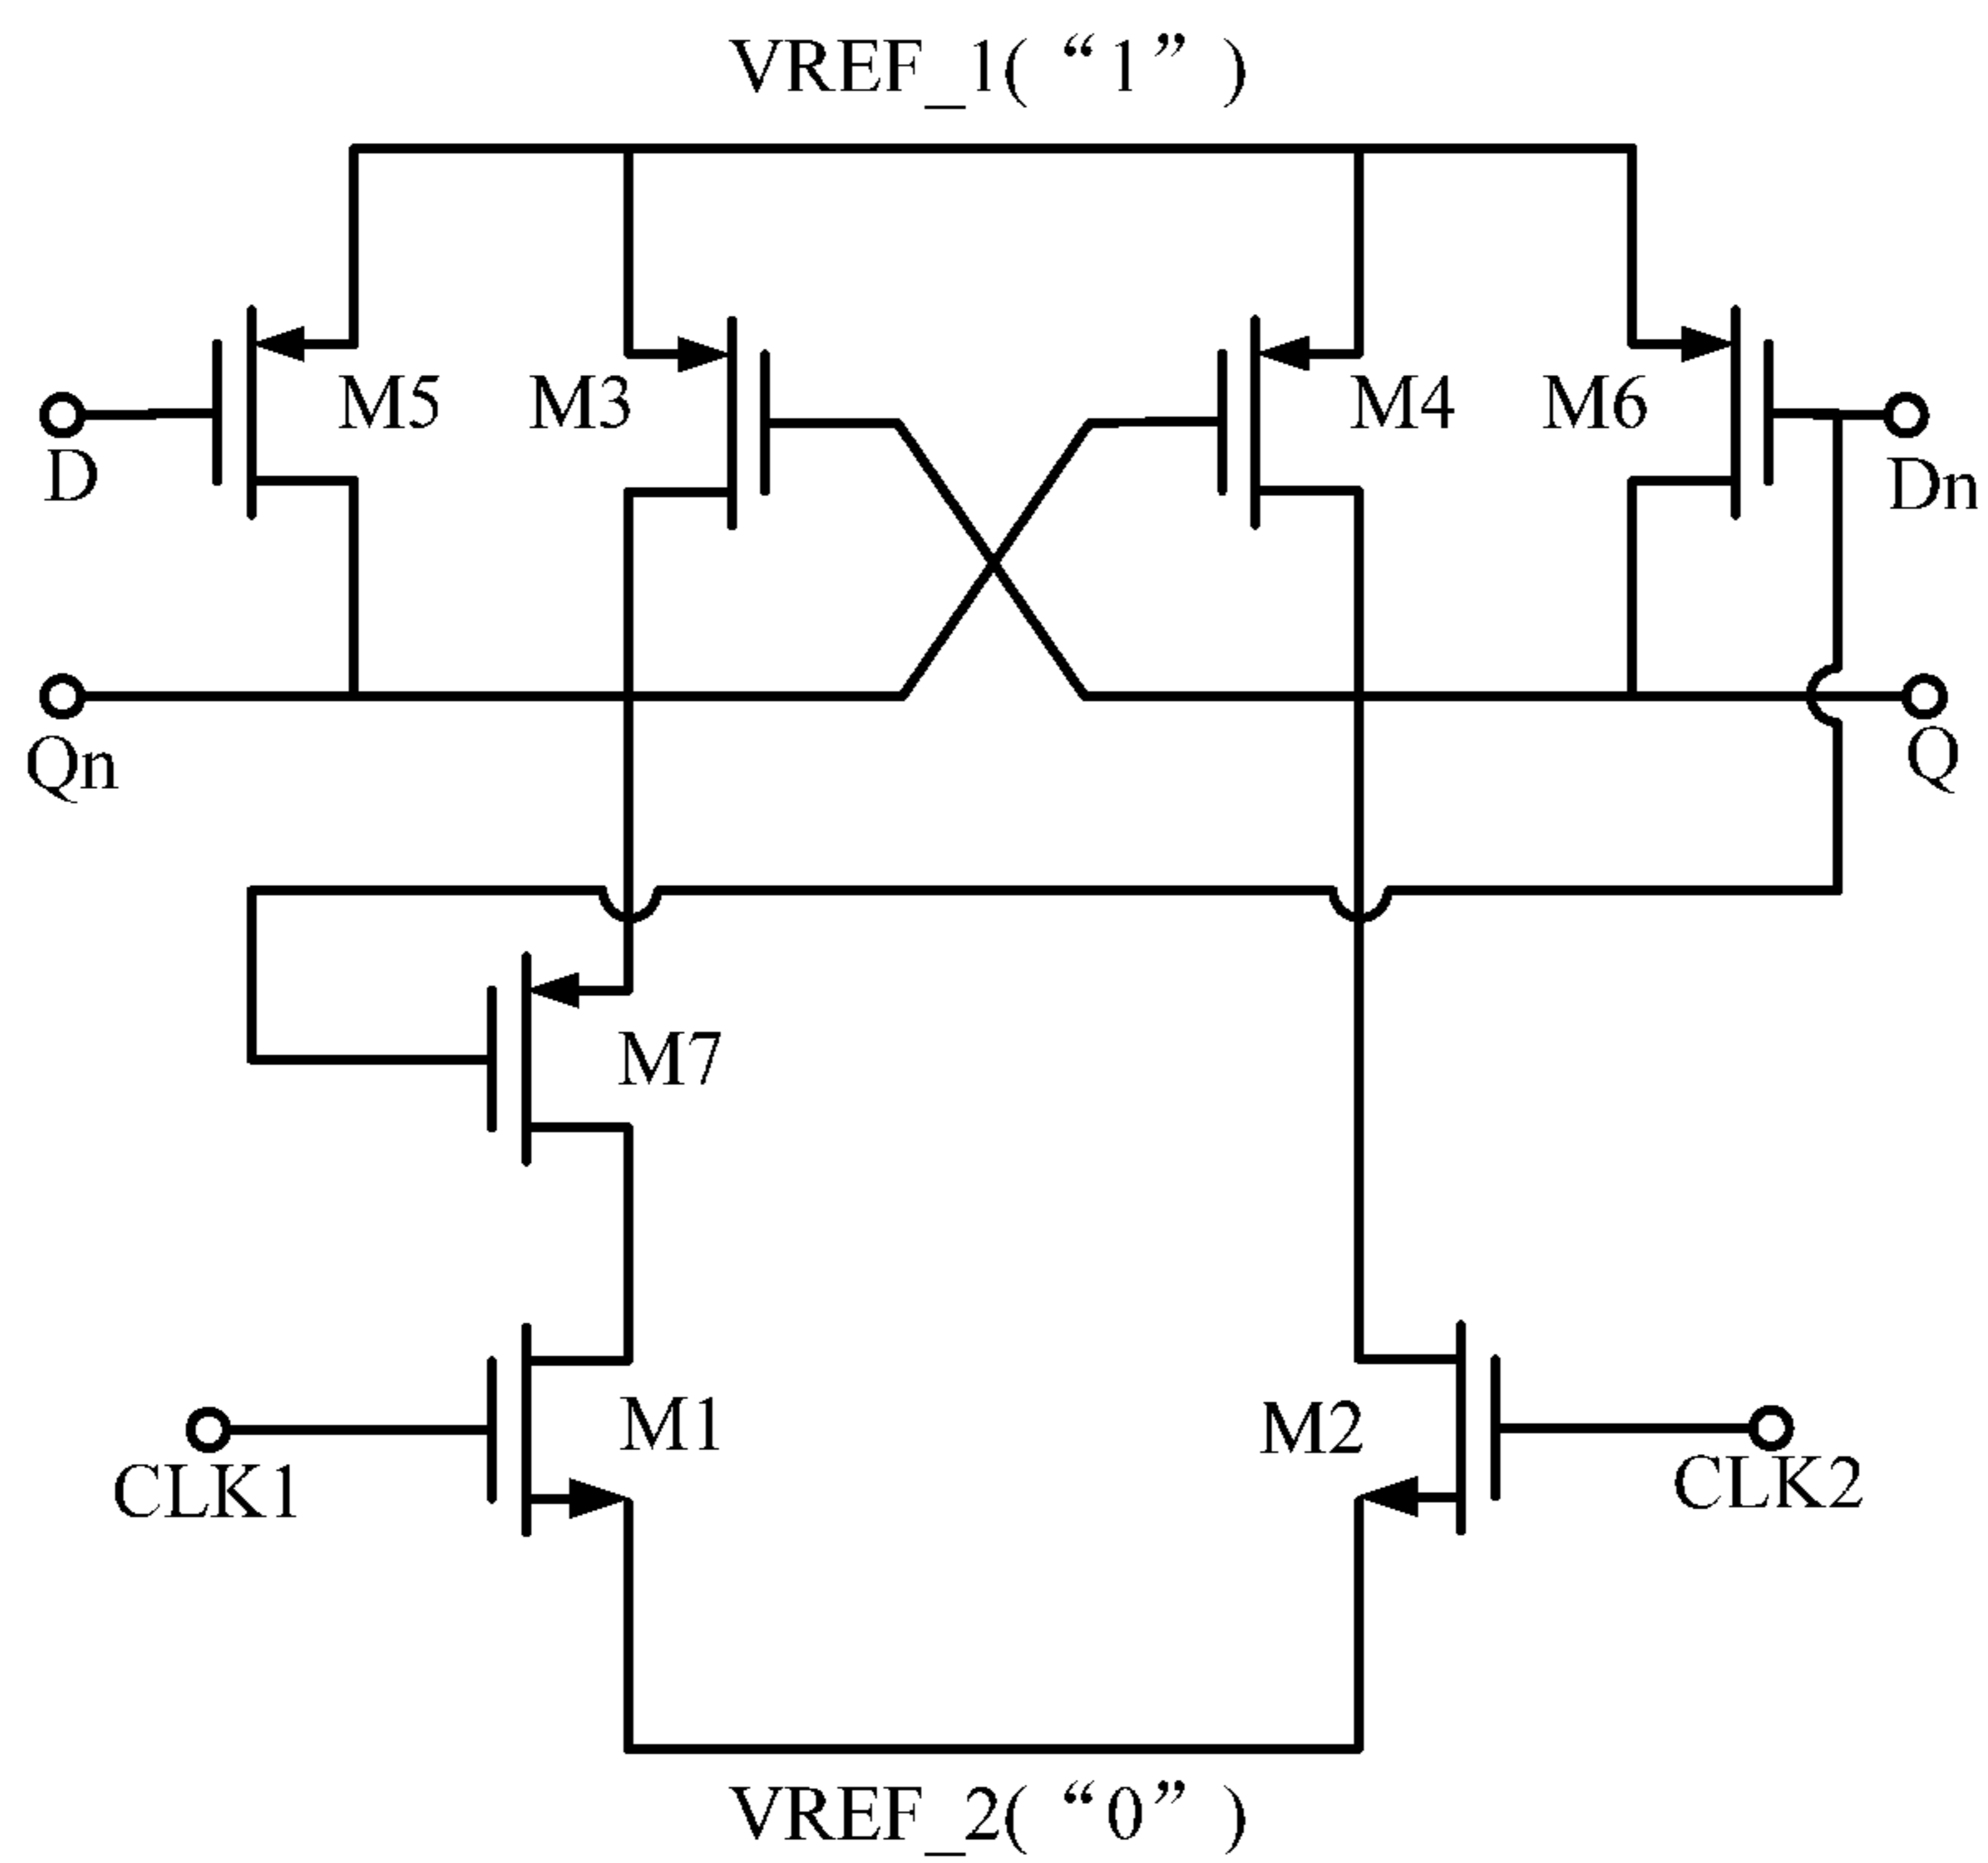 VREF_1(“1”)
M5
M3
M4
M6
D
Dn
Qn
Q
M7
M1
M2
CLK1
CLK2
VREF_2(“0”)